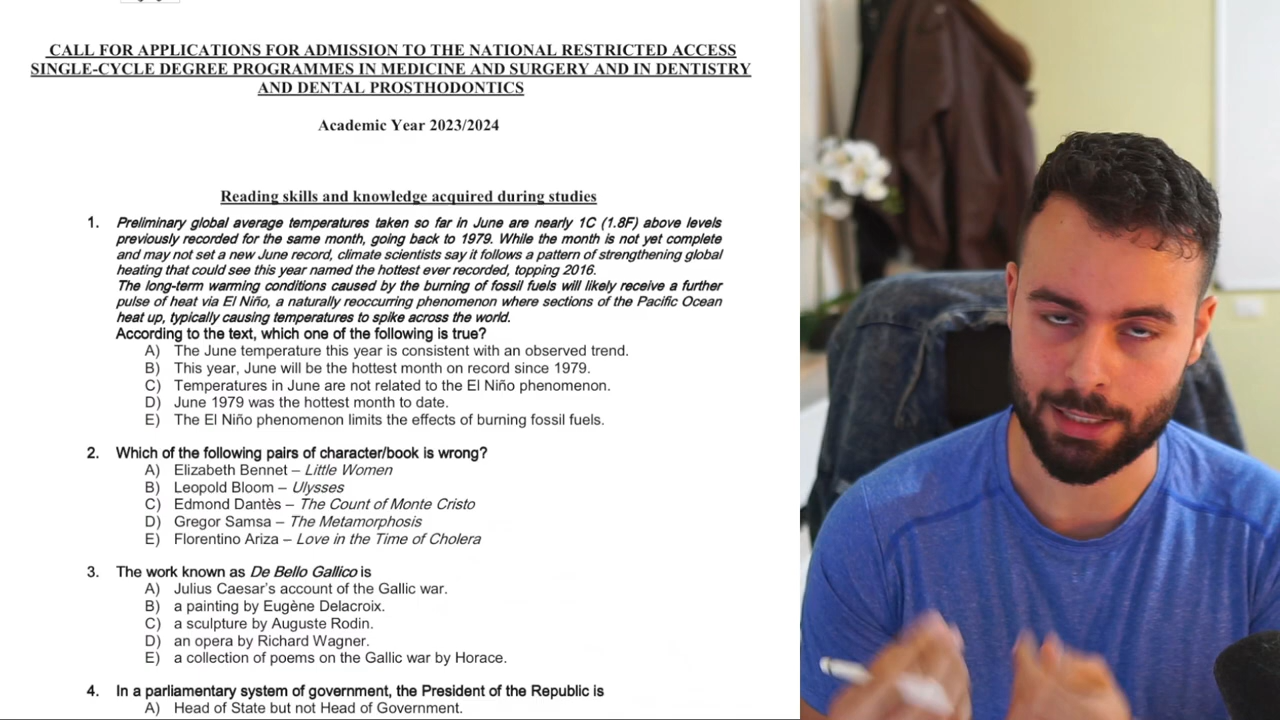 CALL FOR APPLICATIONS FOR ADMISSION TO THE NATIONAL RESTRICTED ACCESS
SINGLE-CYCLE DEGREE PROGRAMMES IN MEDICINE AND SURGERY AND IN DENTISTRY
AND DENTAL PROSTHODONTICS
Academic Year 2023/2024
Reading skills and knowledge acquired during studies
1. Preliminary global average temperatures taken so far in June are nearly 1C (1.8F) above levels
previously recorded for the same month, going back to 1979. While the month is not yet complete
and may not set a new June record, climate scientists say it follows a pattern of strengthening global
heating that could see this year named the hottest ever recorded, topping 2016.
The long-term warming conditions caused by the burning of fossil fuels will likely receive a further
pulse of heat via El Niño, a naturally reoccurring phenomenon where sections of the Pacific Ocean
heat up, typically causing temperatures to spike across the world.
According to the text, which one of the following is true?
A) The June temperature this year is consistent with an observed trend.
B) This year, June will be the hottest month on record since 1979.
C) Temperatures in June are not related to the El Niño phenomenon.
D) June 1979 was the hottest month to date.
E) The El Niño phenomenon limits the effects of burning fossil fuels.
2. Which of the following pairs of character/book is wrong?
A) Elizabeth Bennet – Little Women
B) Leopold Bloom – Ulysses
C) Edmond Dantès – The Count of Monte Cristo
D) Gregor Samsa – The Metamorphosis
E) Florentino Ariza – Love in the Time of Cholera
3. The work known as De Bello Gallico is
A) Julius Caesar's account of the Gallic war.
B) a painting by Eugène Delacroix.
C) a sculpture by Auguste Rodin.
D) an opera by Richard Wagner.
E) a collection of poems on the Gallic war by Horace.
4. In a parliamentary system of government, the President of the Republic is
A) Head of State but not Head of Government.